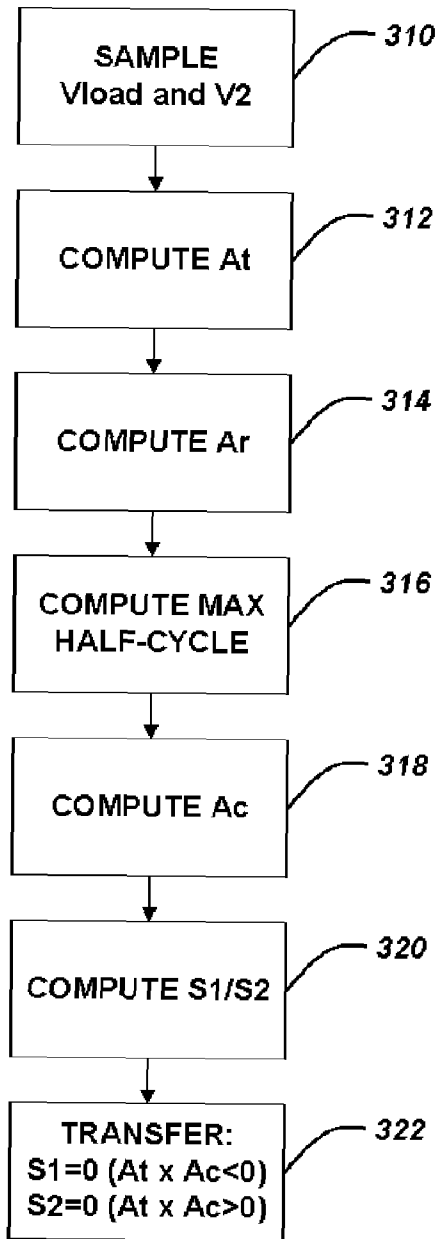 SAMPLE
Vload and V2
310
COMPUTE At
312
COMPUTE Ar
314
COMPUTE MAX
HALF-CYCLE
316
COMPUTE Ac
318
COMPUTE S1/S2
320
TRANSFER:
S1=0 (At x Ac<0)
S2=0 (At x Ac>0)
322